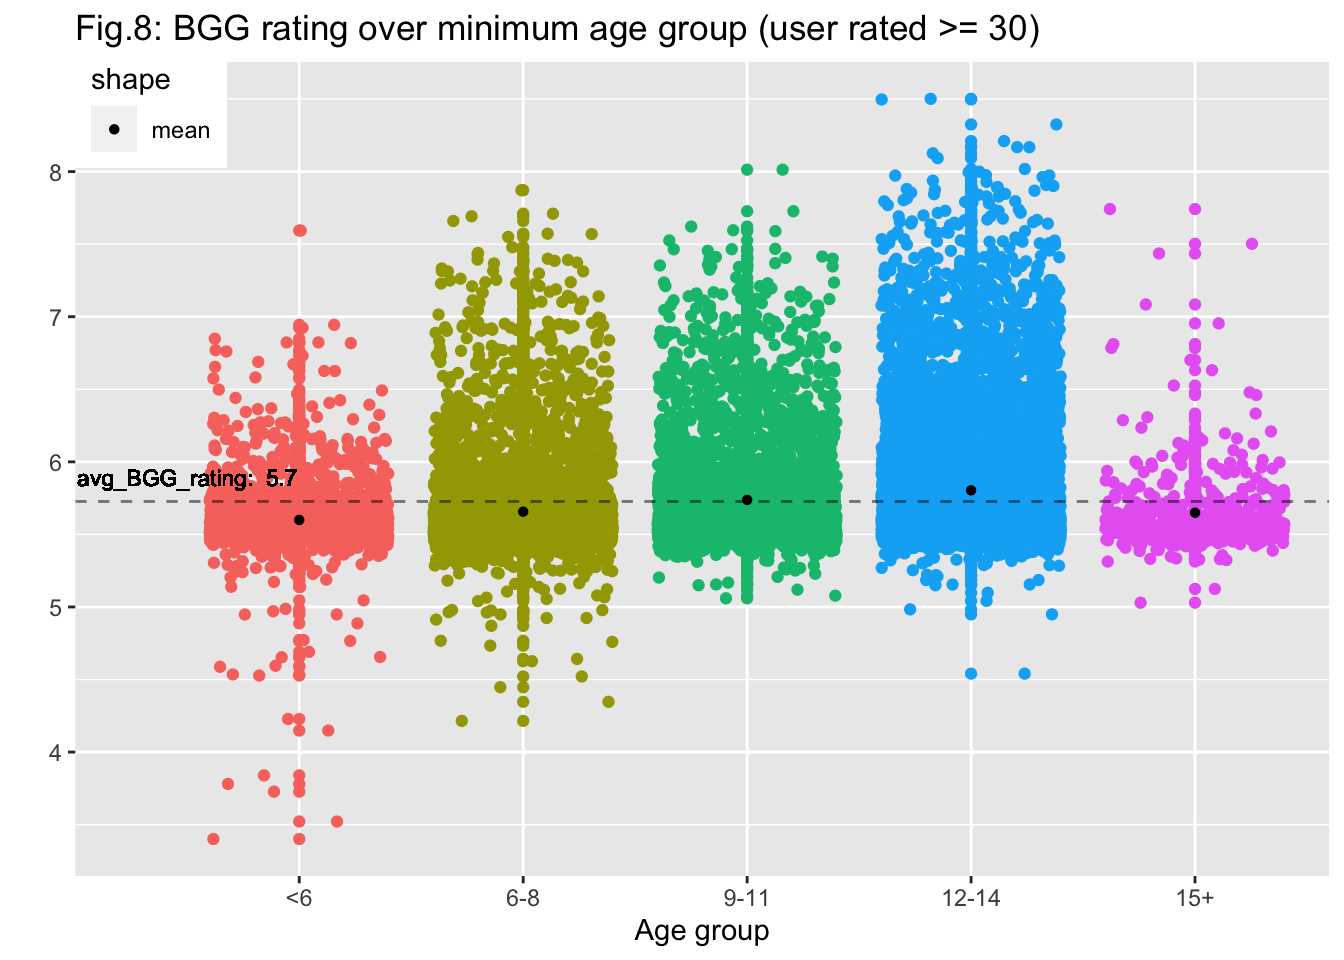 Fig.8: BGG rating over minimum age group (user rated >= 30)
shape
mean
8
7
6
avg_BGG_rating: 5.7
5
4
<6 6-8 9-11 12-14 15+
Age group